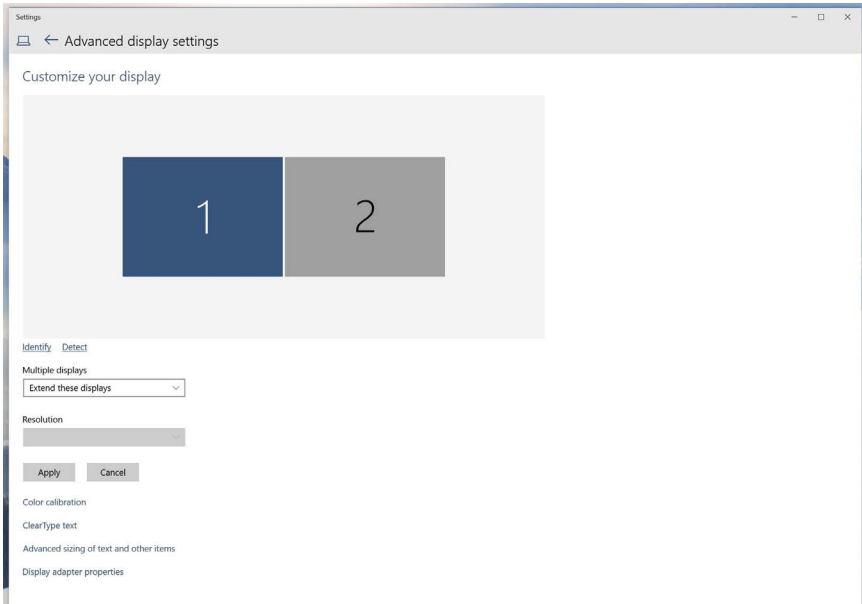 Settings
Advanced display settings
Customize your display
1 2
Identify Detect
Multiple displays
Extend these displays
Resolution
Apply Cancel
Color calibration
ClearType text
Advanced sizing of text and other items
Display adapter properties